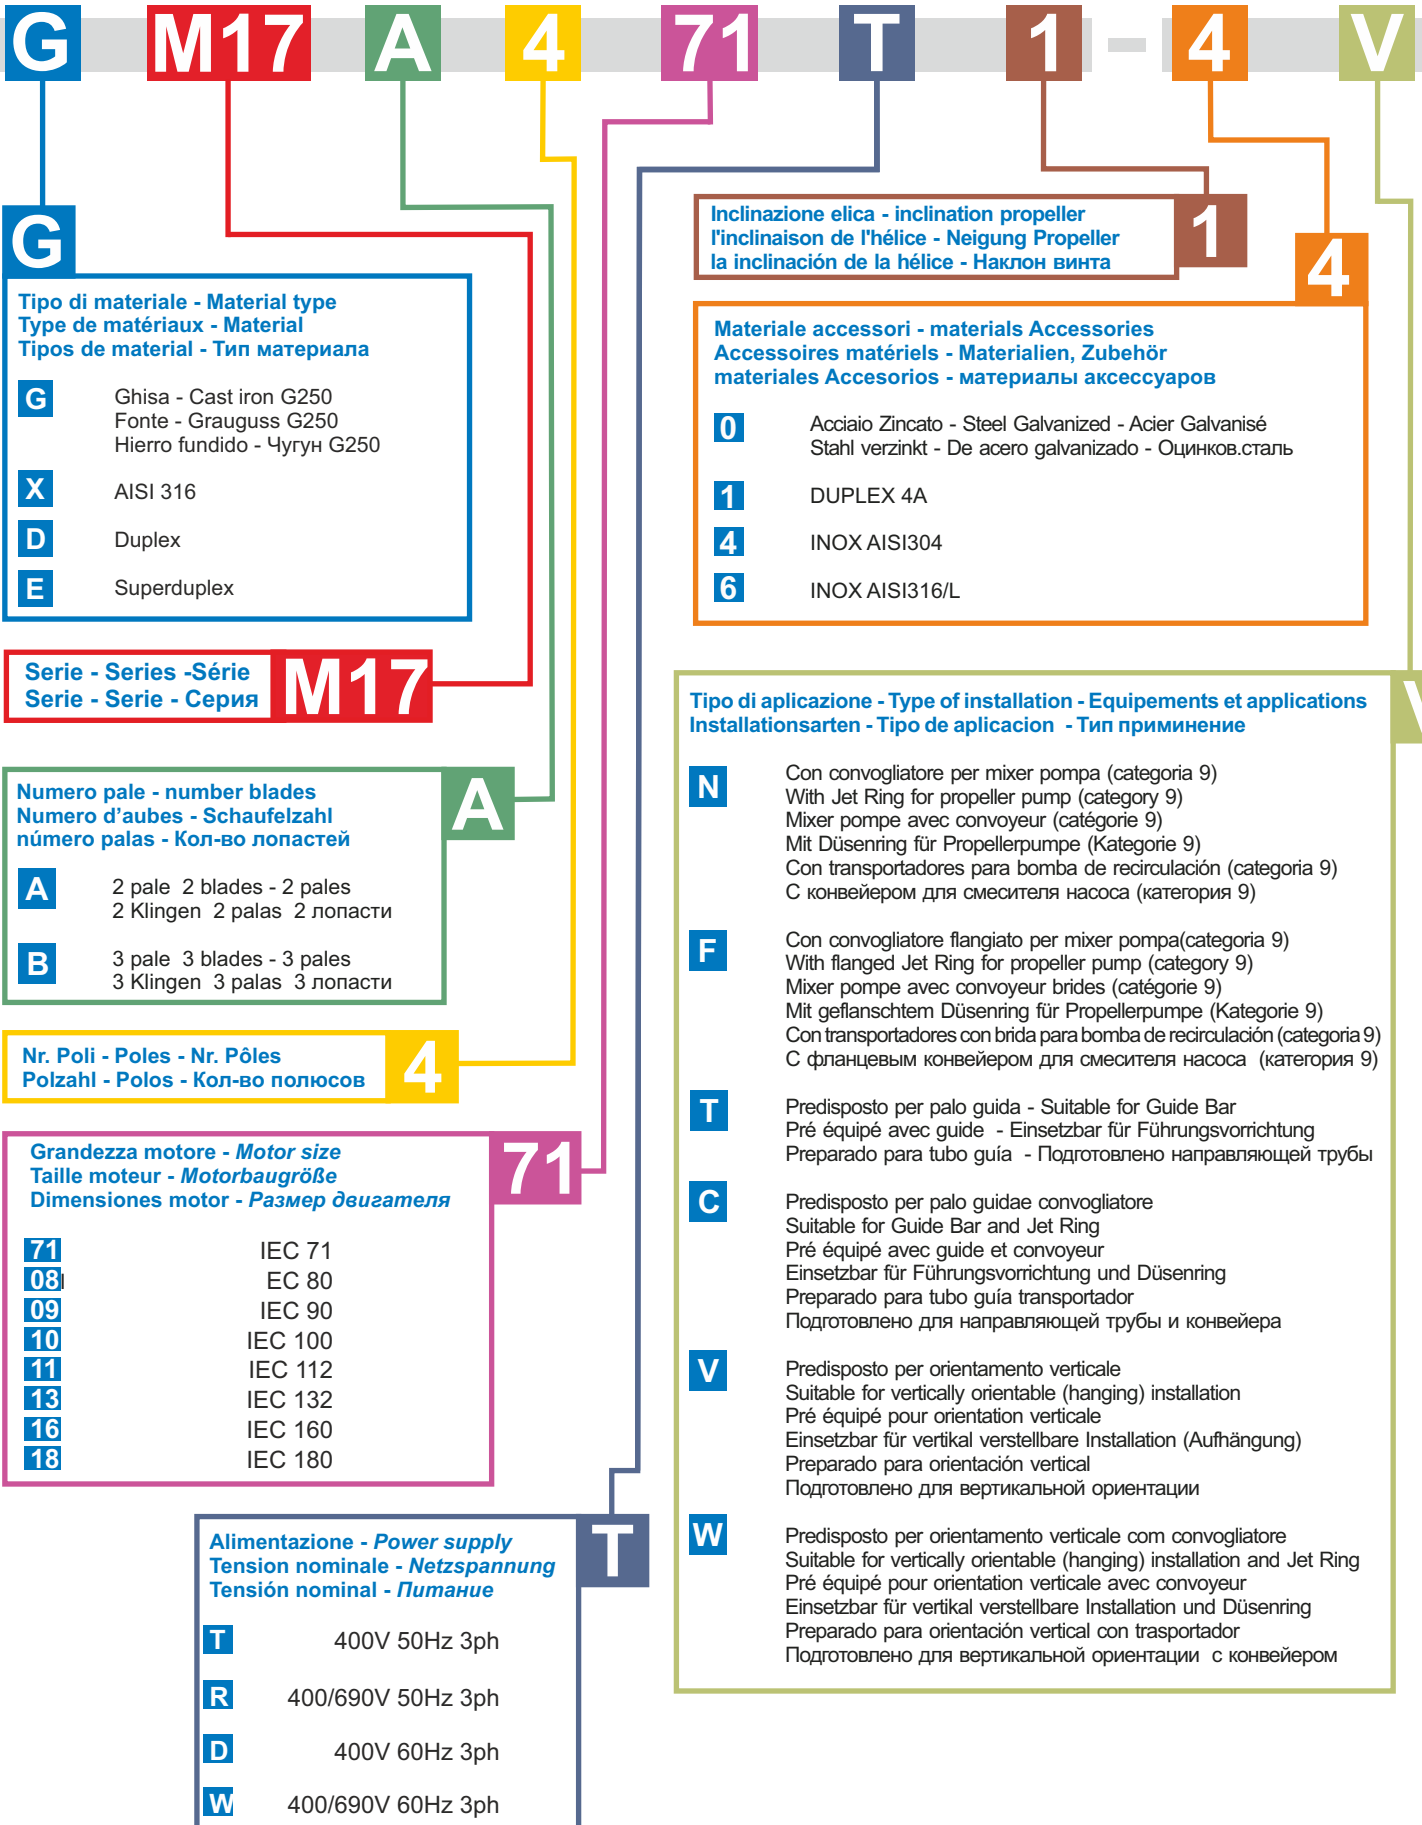 G M17 A 4 71 T 1 - 4 V
G
Tipo di materiale - Material type
Type de matériaux - Material
Tipos de material - Тип материала
G
Ghisa - Cast iron G250
Fonte - Grauguss G250
Hierro fundido - Чугун G250
X AISI 316
D Duplex
E Superduplex
Serie - Series -Série
Serie - Serie - Серия
M17
Numero pale - number blades
Numero d'aubes - Schaufelzahl
número palas - Кол-во лопастей
A
A
2 pale 2 blades - 2 pales
2 Klingen 2 palas 2 лопасти
B
3 pale 3 blades - 3 pales
3 Klingen 3 palas 3 лопасти
Nr. Poli - Poles - Nr. Pôles
Polzahl - Polos - Кол-во полюсов
4
Grandezza motore - Motor size
Taille moteur - Motorbaugröße
Dimensiones motor - Размер двигателя
71
71 IEC 71
08 EC 80
09 IEC 90
10 IEC 100
11 IEC 112
13 IEC 132
16 IEC 160
18 IEC 180
Alimentazione - Power supply
Tension nominale - Netzspannung
Tensión nominal - Питание
T
T 400V 50Hz 3ph
R 400/690V 50Hz 3ph
D 400V 60Hz 3ph
W 400/690V 60Hz 3ph
Inclinazione elica - inclination propeller
l'inclinaison de l'hélice - Neigung Propeller
la inclinación de la hélice - Наклон винта
1
4
Materiale accessori - materials Accessories
Accessoires matériels - Materialien, Zubehör
materiales Accesorios - материалы аксессуаров
0
Acciaio Zincato - Steel Galvanized - Acier Galvanisé
Stahl verzinkt - De acero galvanizado - Оцинков.сталь
1 DUPLEX 4A
4 INOX AISI304
6 INOX AISI316/L
Tipo di aplicazione - Type of installation - Equipements et applications
Installationsarten - Tipo de aplicacion - Тип приминение
V
N
Con convogliatore per mixer pompa (categoria 9)
With Jet Ring for propeller pump (category 9)
Mixer pompe avec convoyeur (catégorie 9)
Mit Düsenring für Propellerpumpe (Kategorie 9)
Con transportadores para bomba de recirculación (categoria 9)
С конвейером для смесителя насоса (категория 9)
F
Con convogliatore flangiato per mixer pompa(categoria 9)
With flanged Jet Ring for propeller pump (category 9)
Mixer pompe avec convoyeur brides (catégorie 9)
Mit geflanschtem Düsenring für Propellerpumpe (Kategorie 9)
Con transportadores con brida para bomba de recirculación (categoria 9)
С фланцевым конвейером для смесителя насоса (категория 9)
T
Predisposto per palo guida - Suitable for Guide Bar
Pré équipé avec guide - Einsetzbar für Führungsvorrichtung
Preparado para tubo guía - Подготовлено направляющей трубы
C
Predisposto per palo guidae convogliatore
Suitable for Guide Bar and Jet Ring
Pré équipé avec guide et convoyeur
Einsetzbar für Führungsvorrichtung und Düsenring
Preparado para tubo guía transportador
Подготовлено для направляющей трубы и конвейера
V
Predisposto per orientamento verticale
Suitable for vertically orientable (hanging) installation
Pré équipé pour orientation verticale
Einsetzbar für vertikal verstellbare Installation (Aufhängung)
Preparado para orientación vertical
Подготовлено для вертикальной ориентации
W
Predisposto per orientamento verticale com convogliatore
Suitable for vertically orientable (hanging) installation and Jet Ring
Pré équipé pour orientation verticale avec convoyeur
Einsetzbar für vertikal verstellbare Installation und Düsenring
Preparado para orientación vertical con trasportador
Подготовлено для вертикальной ориентации с конвейером